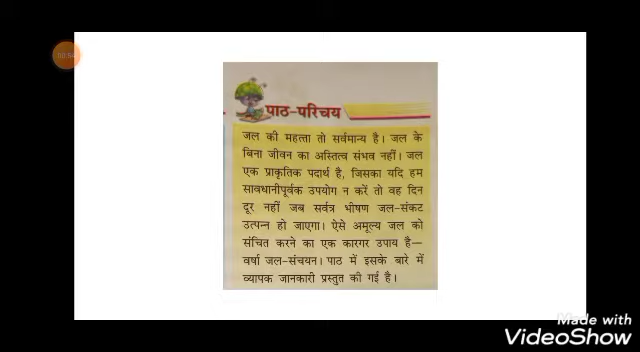 पाठ-परिचय
जल की महत्ता तो सर्वमान्य है। जल के
बिना जीवन का अस्तित्व संभव नहीं। जल
एक प्राकृतिक पदार्थ है, जिसका यदि हम
सावधानीपूर्वक उपयोग न करें तो वह दिन
दूर नहीं जब सर्वत्र भीषण जल-संकट
उत्पन्न हो जाएगा। ऐसे अमूल्य जल को
संचित करने का एक कारगर उपाय है—
वर्षा जल-संचयन। पाठ में इसके बारे में
व्यापक जानकारी प्रस्तुत की गई है।
Made with
VideoShow